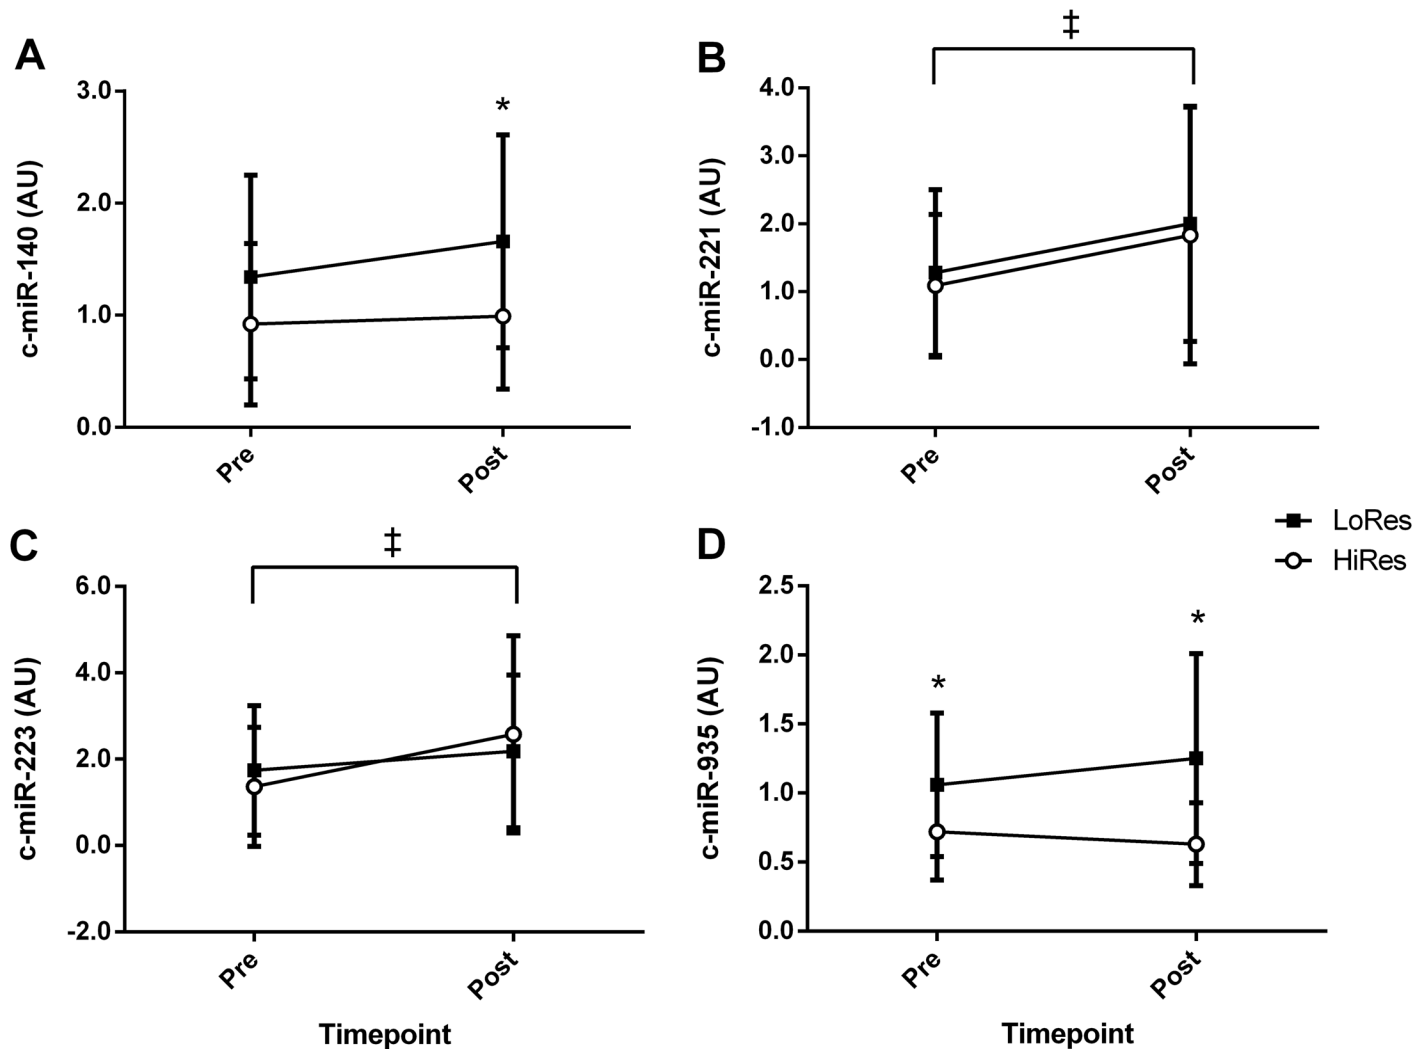 A
3.0
2.0
1.0
0.0
c-miR-140 (AU)
*
Pre
Post
B
‡
4.0
3.0
2.0
1.0
0.0
-1.0
c-miR-221 (AU)
Pre
Post
LoRes
HiRes
C
‡
6.0
4.0
2.0
0.0
-2.0
c-miR-223 (AU)
Pre
Post
Timepoint
D
2.5
2.0
1.5
1.0
0.5
0.0
c-miR-935 (AU)
*
*
Pre
Post
Timepoint